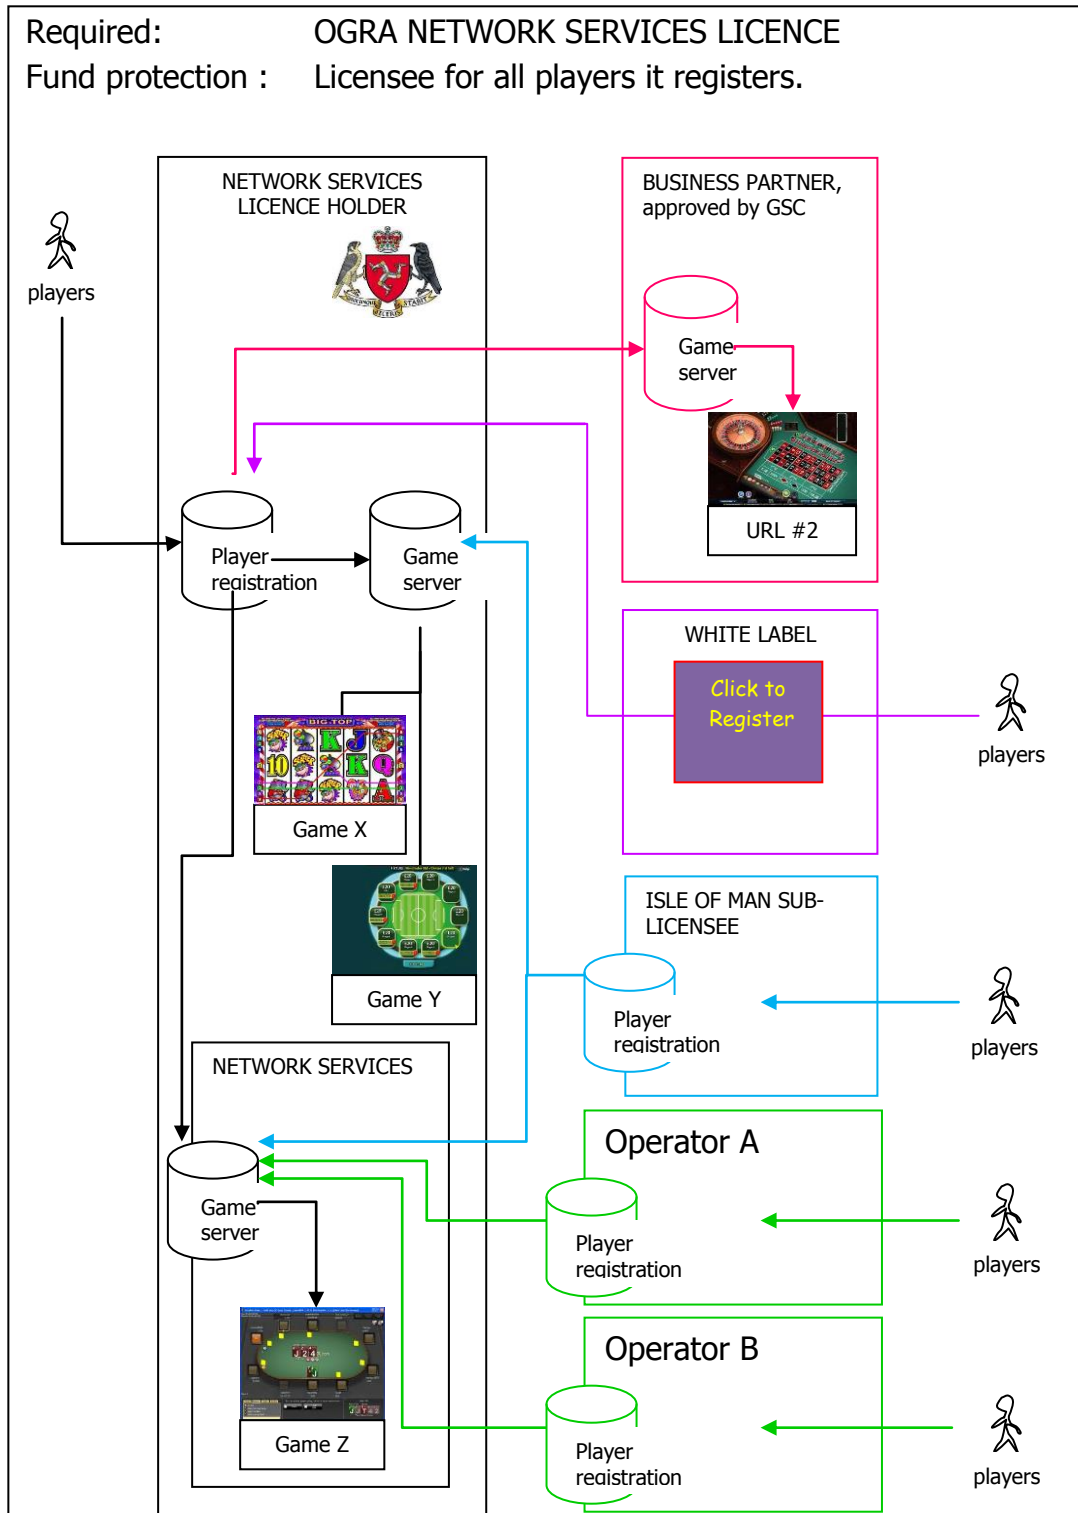 Required: OGRA NETWORK SERVICES LICENCE
Fund protection : Licensee for all players it registers.
NETWORK SERVICES
LICENCE HOLDER
BUSINESS PARTNER,
approved by GSC
players
Game
server
URL #2
Player
registration
Game
server
WHITE LABEL
Click to
Register
players
BIG TOP
Game X
Game Y
ISLE OF MAN SUB-
LICENSEE
Player
registration
players
NETWORK SERVICES
Operator A
Game
server
Player
registration
players
Game Z
Operator B
Player
registration
players